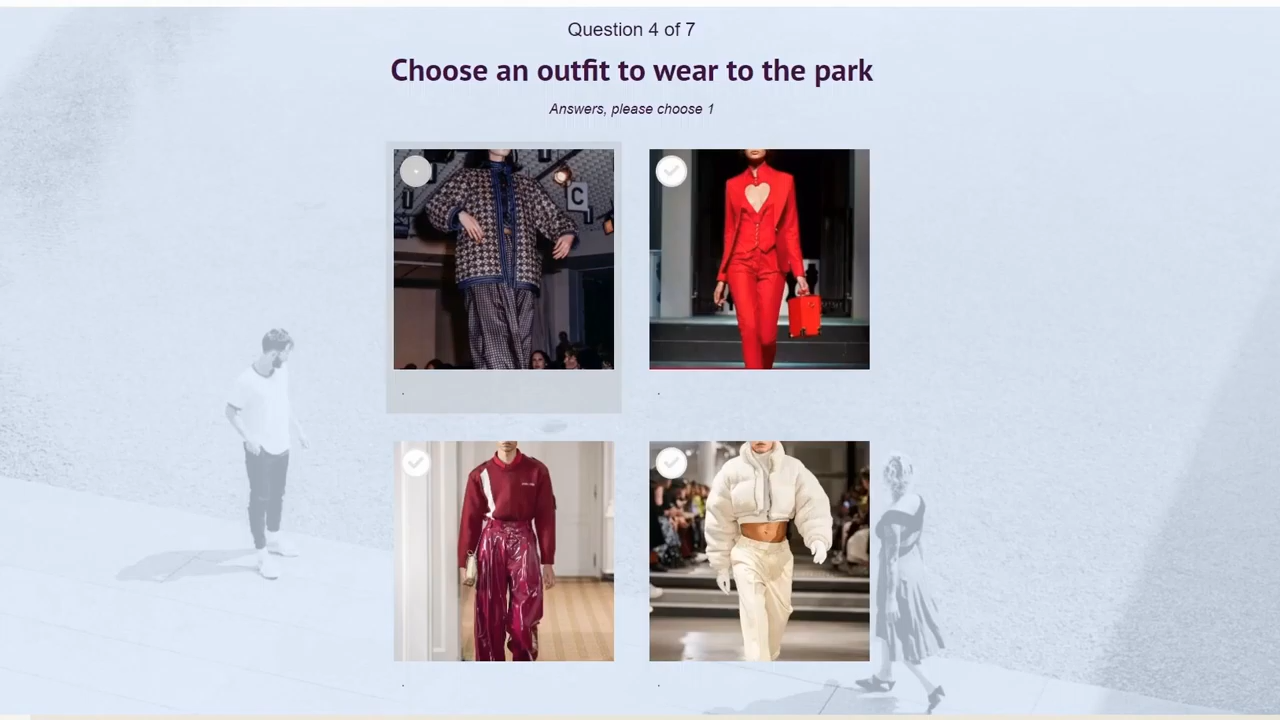 Question 4 of 7
Choose an outfit to wear to the park
Answers, please choose 1
C
.
.
.
.